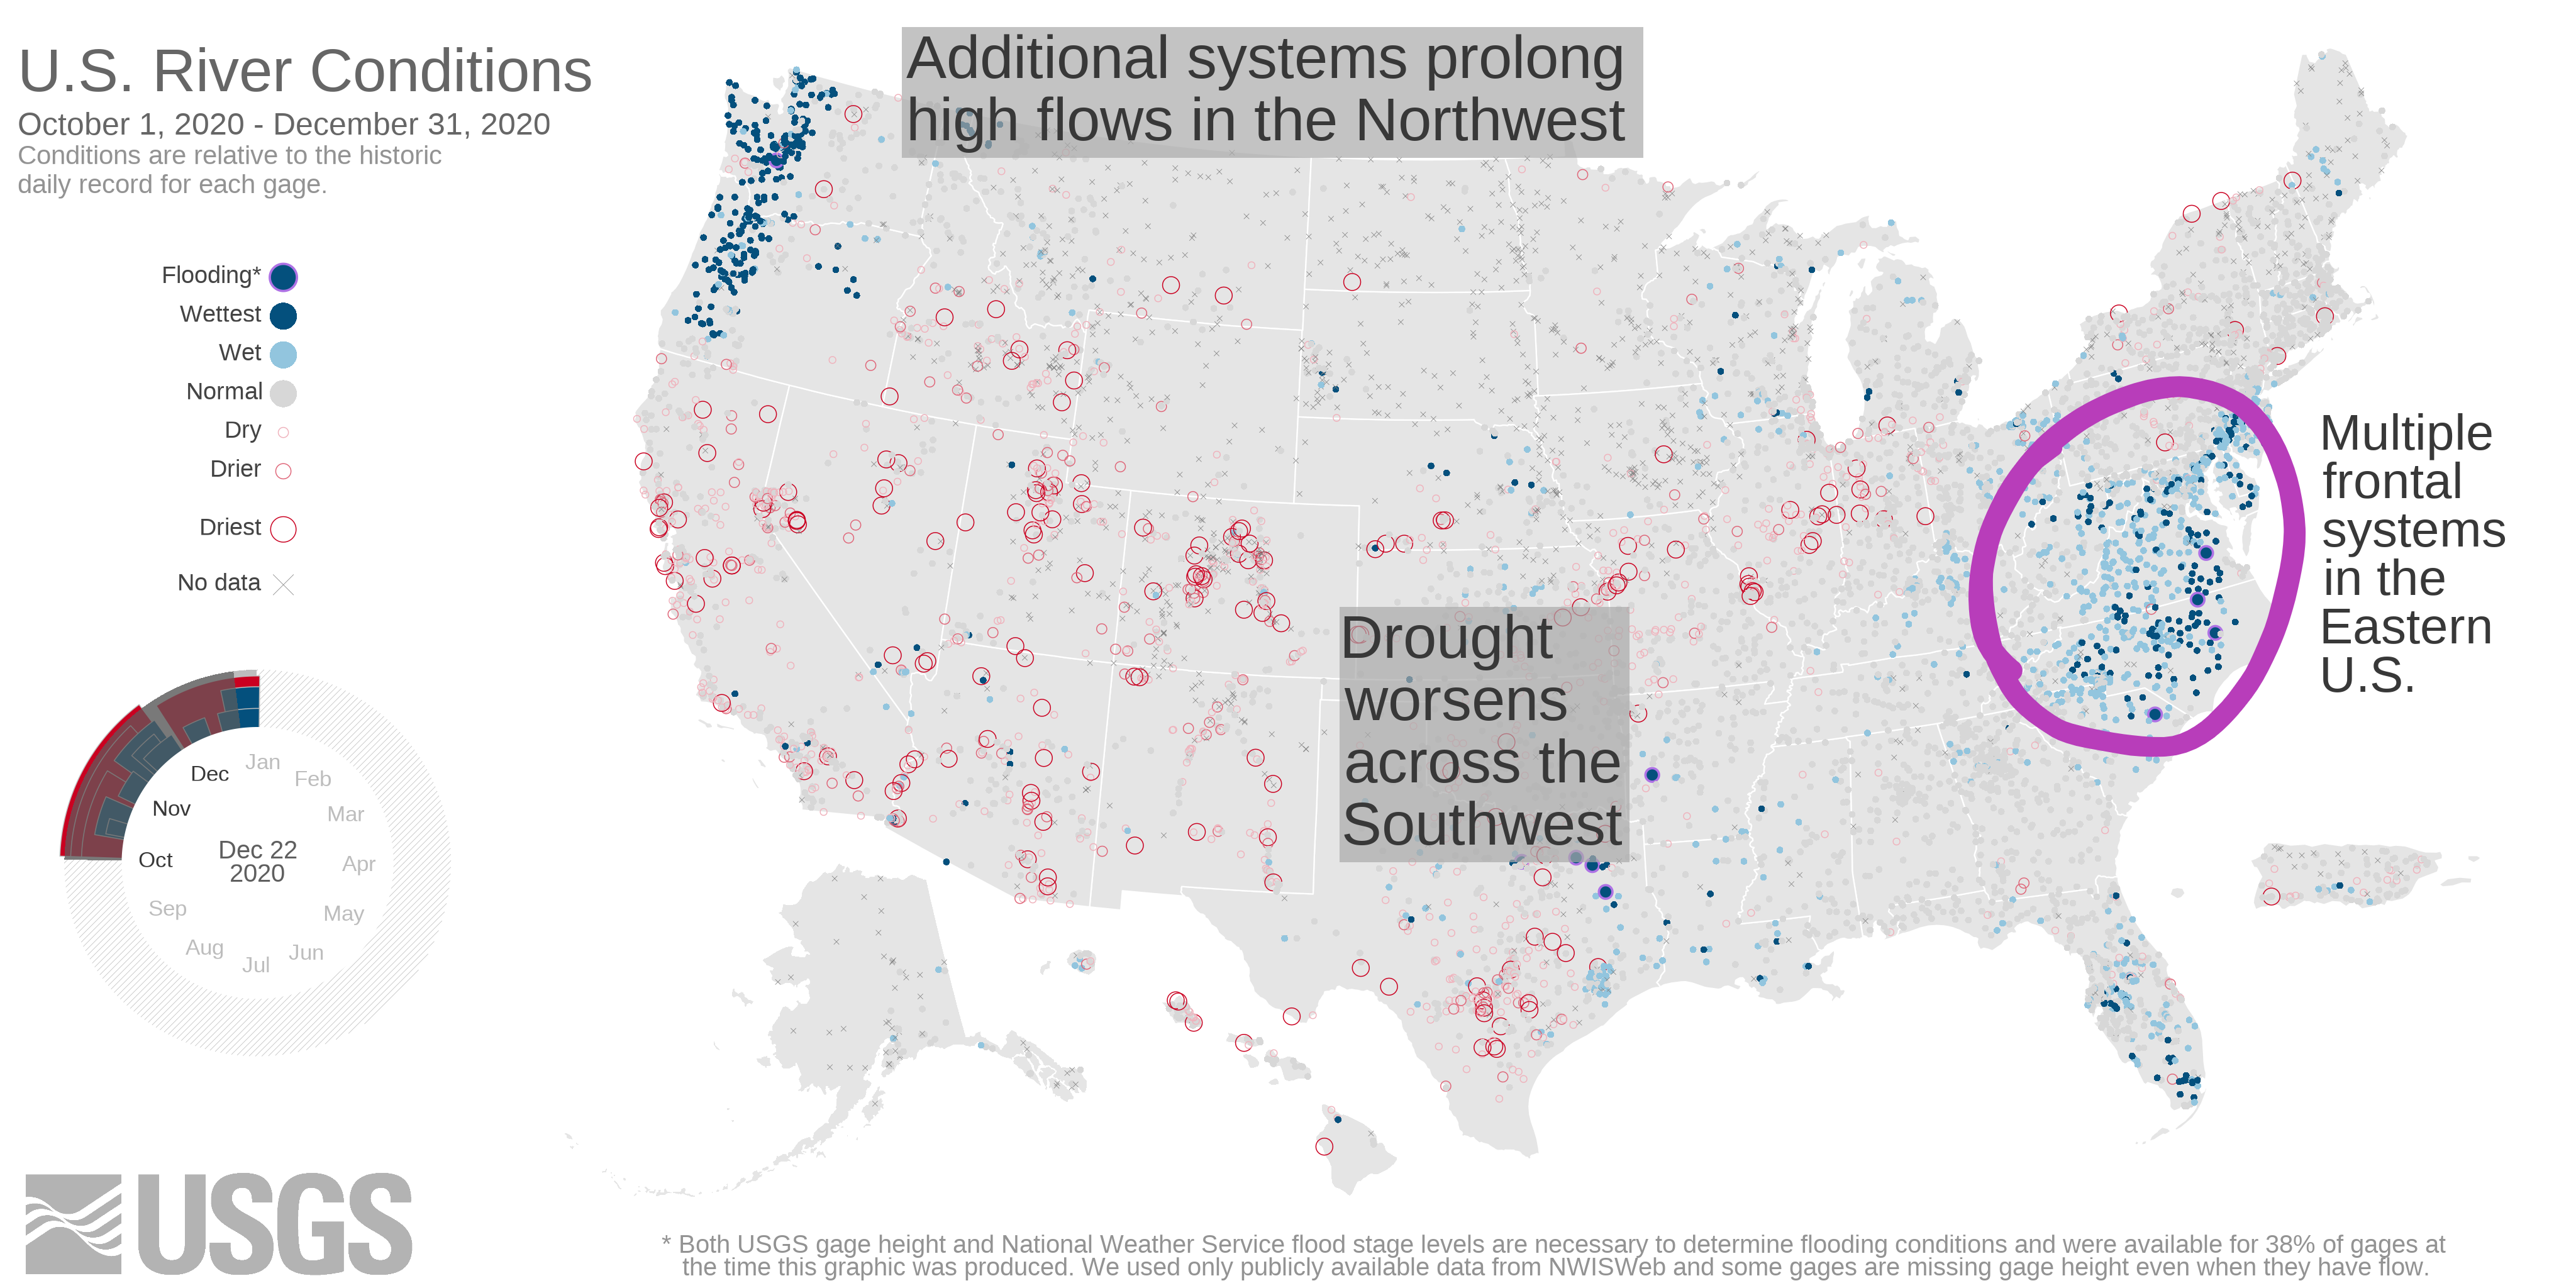 U.S. River Conditions
October 1, 2020 - December 31, 2020
Conditions are relative to the historic
daily record for each gage.
Additional systems prolong
high flows in the Northwest
Flooding*
Wettest
Wet
Normal
Dry
Drier
Driest
No data
Multiple
frontal
systems
in the
Eastern
U.S.
Drought
worsens
across the
Southwest
Jan
Feb
Mar
Apr
May
Jun
Jul
Aug
Sep
Oct
Nov
Dec
Dec 22
2020
USGS
* Both USGS gage height and National Weather Service flood stage levels are necessary to determine flooding conditions and were available for 38% of gages at
the time this graphic was produced. We used only publicly available data from NWISWeb and some gages are missing gage height even when they have flow.